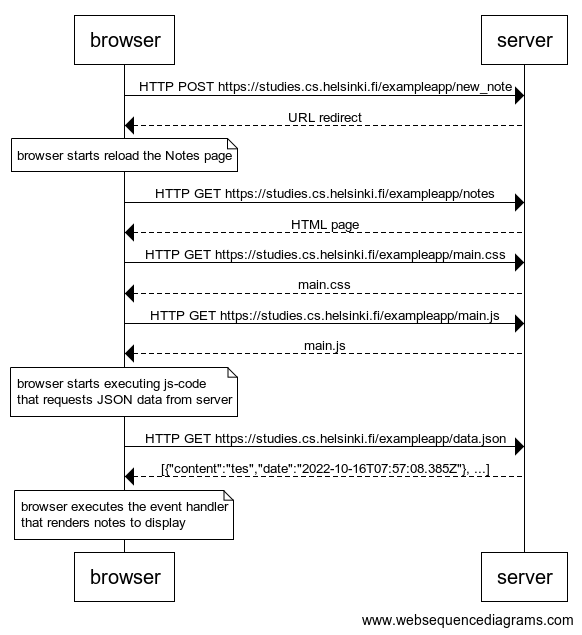 browser
server
HTTP POST https://studies.cs.helsinki.fi/exampleapp/new_note
URL redirect
browser starts reload the Notes page
HTTP GET https://studies.cs.helsinki.fi/exampleapp/notes
HTML page
HTTP GET https://studies.cs.helsinki.fi/exampleapp/main.css
main.css
HTTP GET https://studies.cs.helsinki.fi/exampleapp/main.js
main.js
browser starts executing js-code
that requests JSON data from server
HTTP GET https://studies.cs.helsinki.fi/exampleapp/data.json
[{"content":"tes","date":"2022-10-16T07:57:08.385Z"}, ...]
browser executes the event handler
that renders notes to display
browser
server
www.websequencediagrams.com